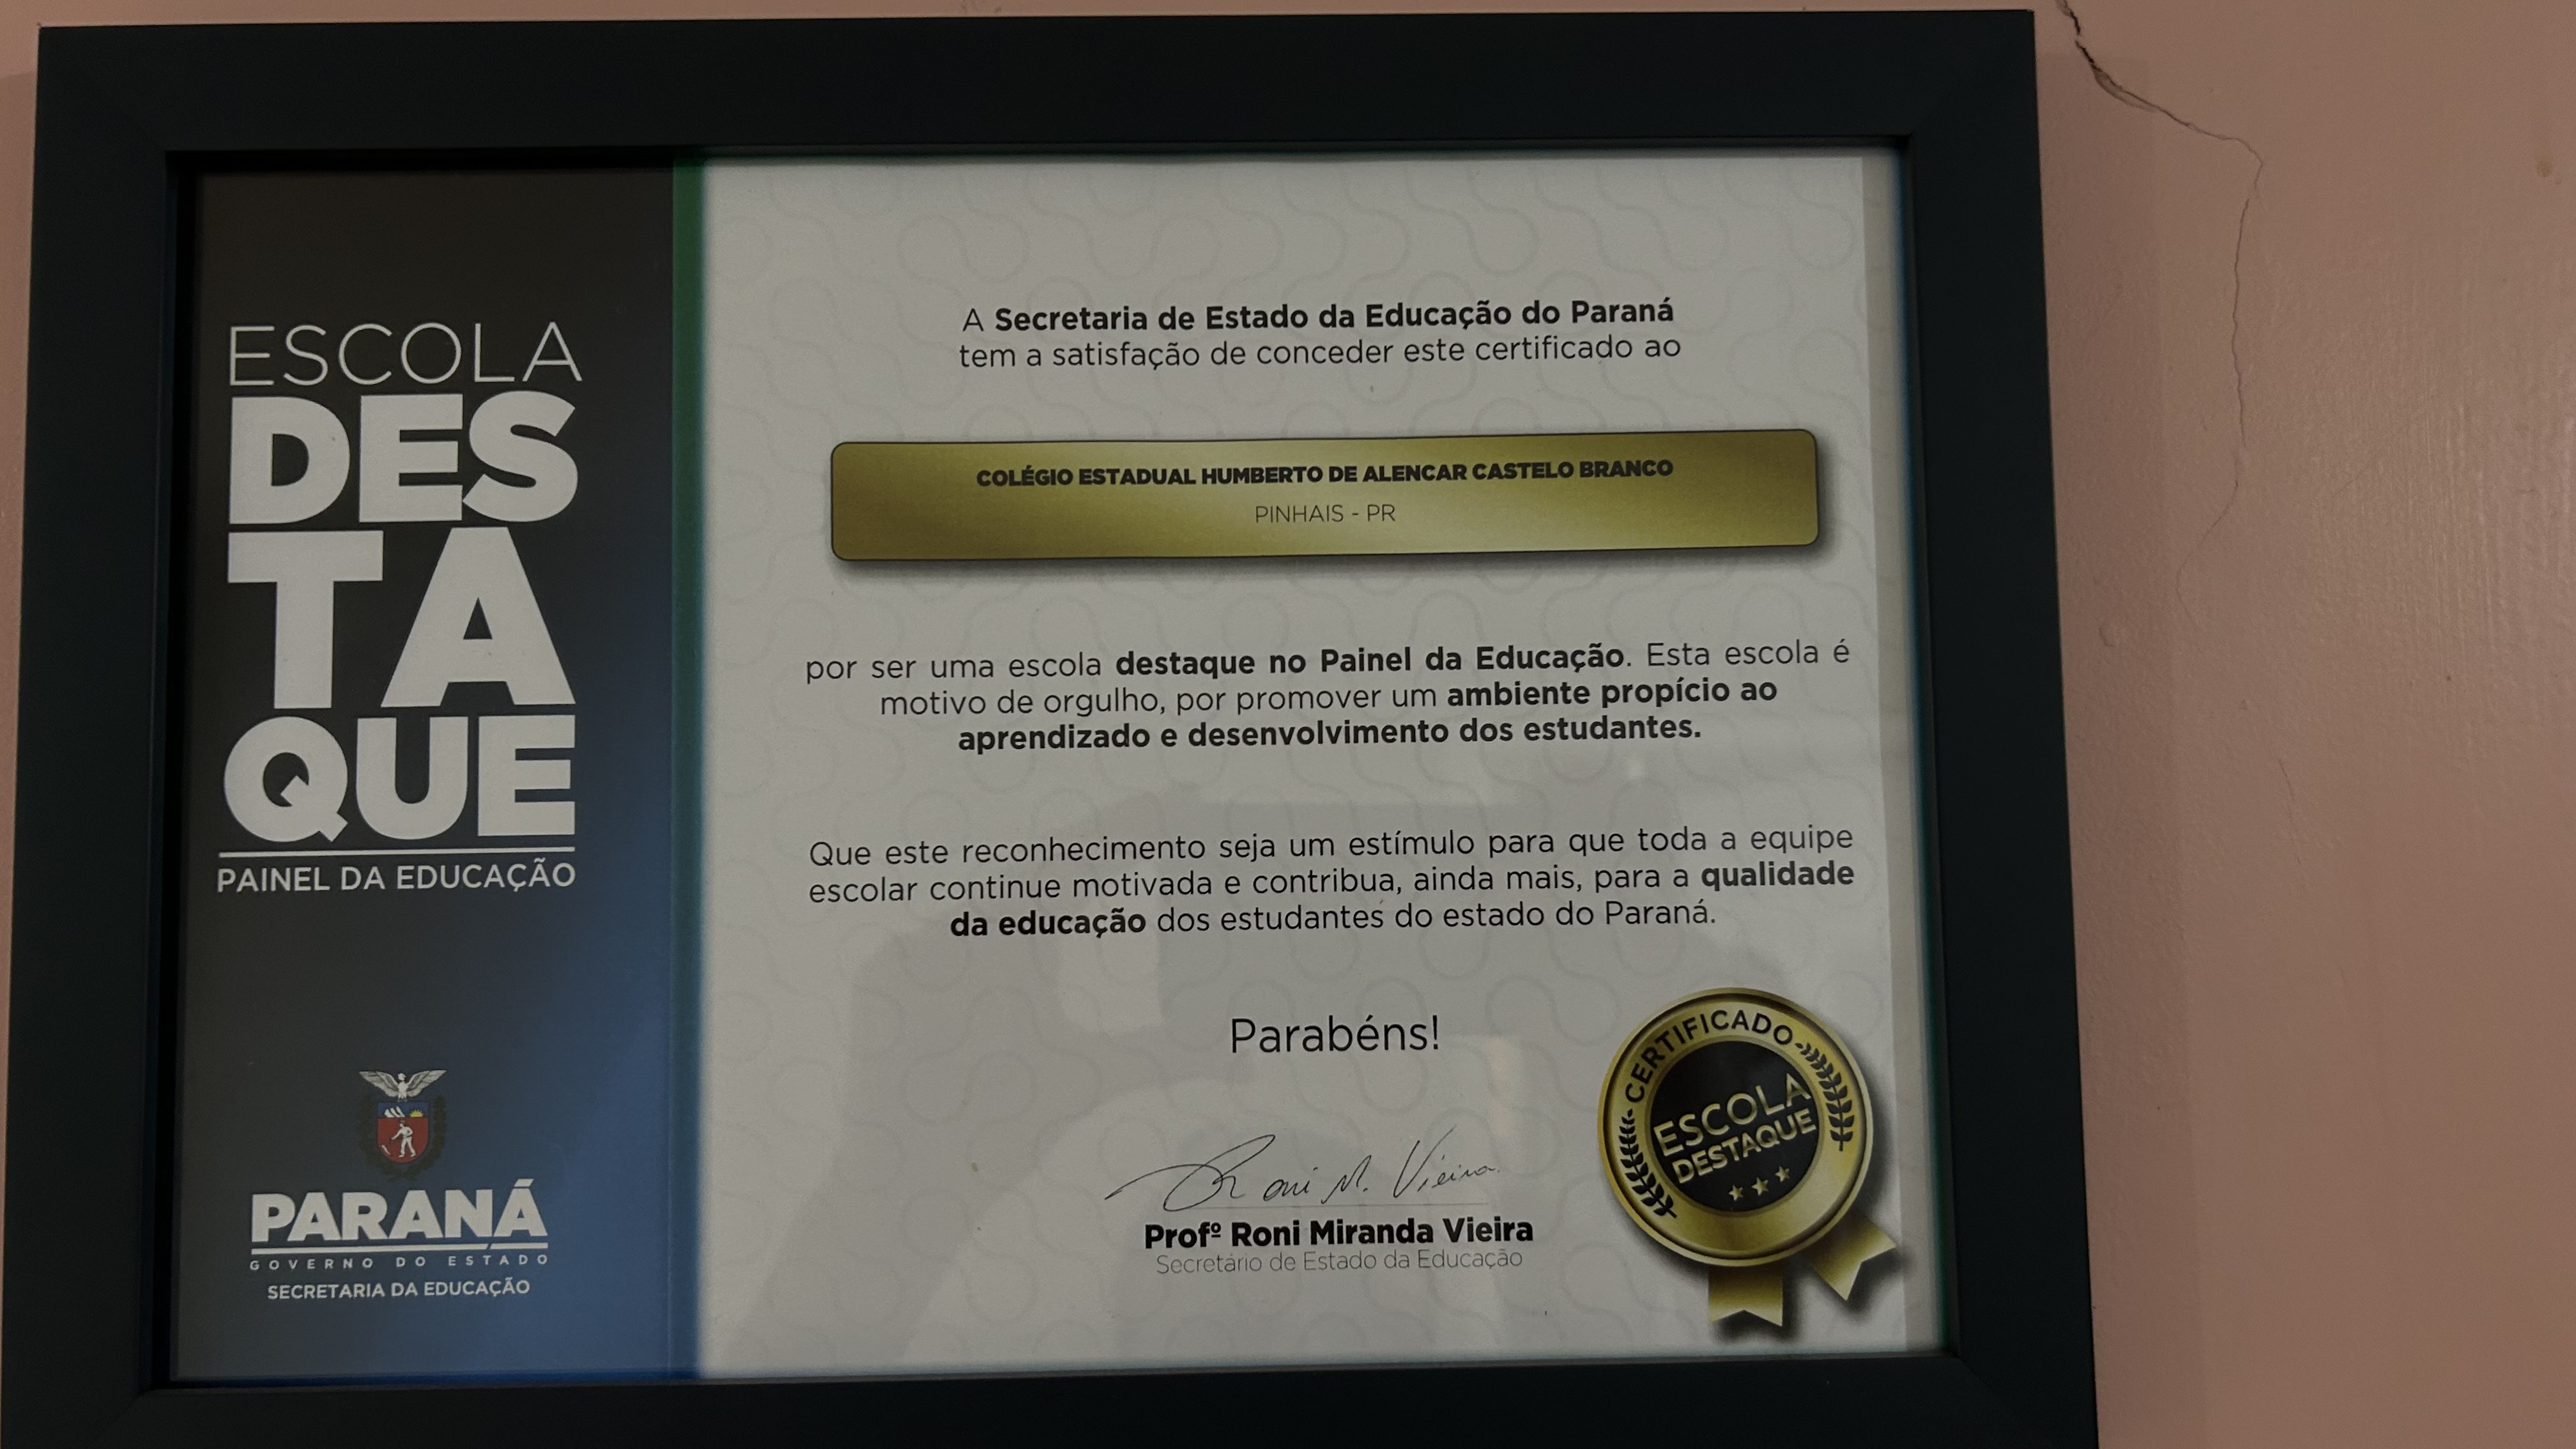 ESCOLA
DES
TA
QUE
PAINEL DA EDUCAÇÃO
PARANÁ
GOVERNO DO ESTADO
SECRETARIA DA EDUCAÇÃO
A Secretaria de Estado da Educação do Paraná
tem a satisfação de conceder este certificado ao
COLÉGIO ESTADUAL HUMBERTO DE ALENCAR CASTELO BRANCO
PINHAIS - PR
por ser uma escola destaque no Painel da Educação. Esta escola é
motivo de orgulho, por promover um ambiente propício ao
aprendizado e desenvolvimento dos estudantes.
Que este reconhecimento seja um estímulo para que toda a equipe
escolar continue motivada e contribua, ainda mais, para a qualidade
da educação dos estudantes do estado do Paraná.
Parabéns!
Roni M. Vieira
Profº Roni Miranda Vieira
Secretário de Estado da Educação
CERTIFICADO
ESCOLA
DESTAQUE